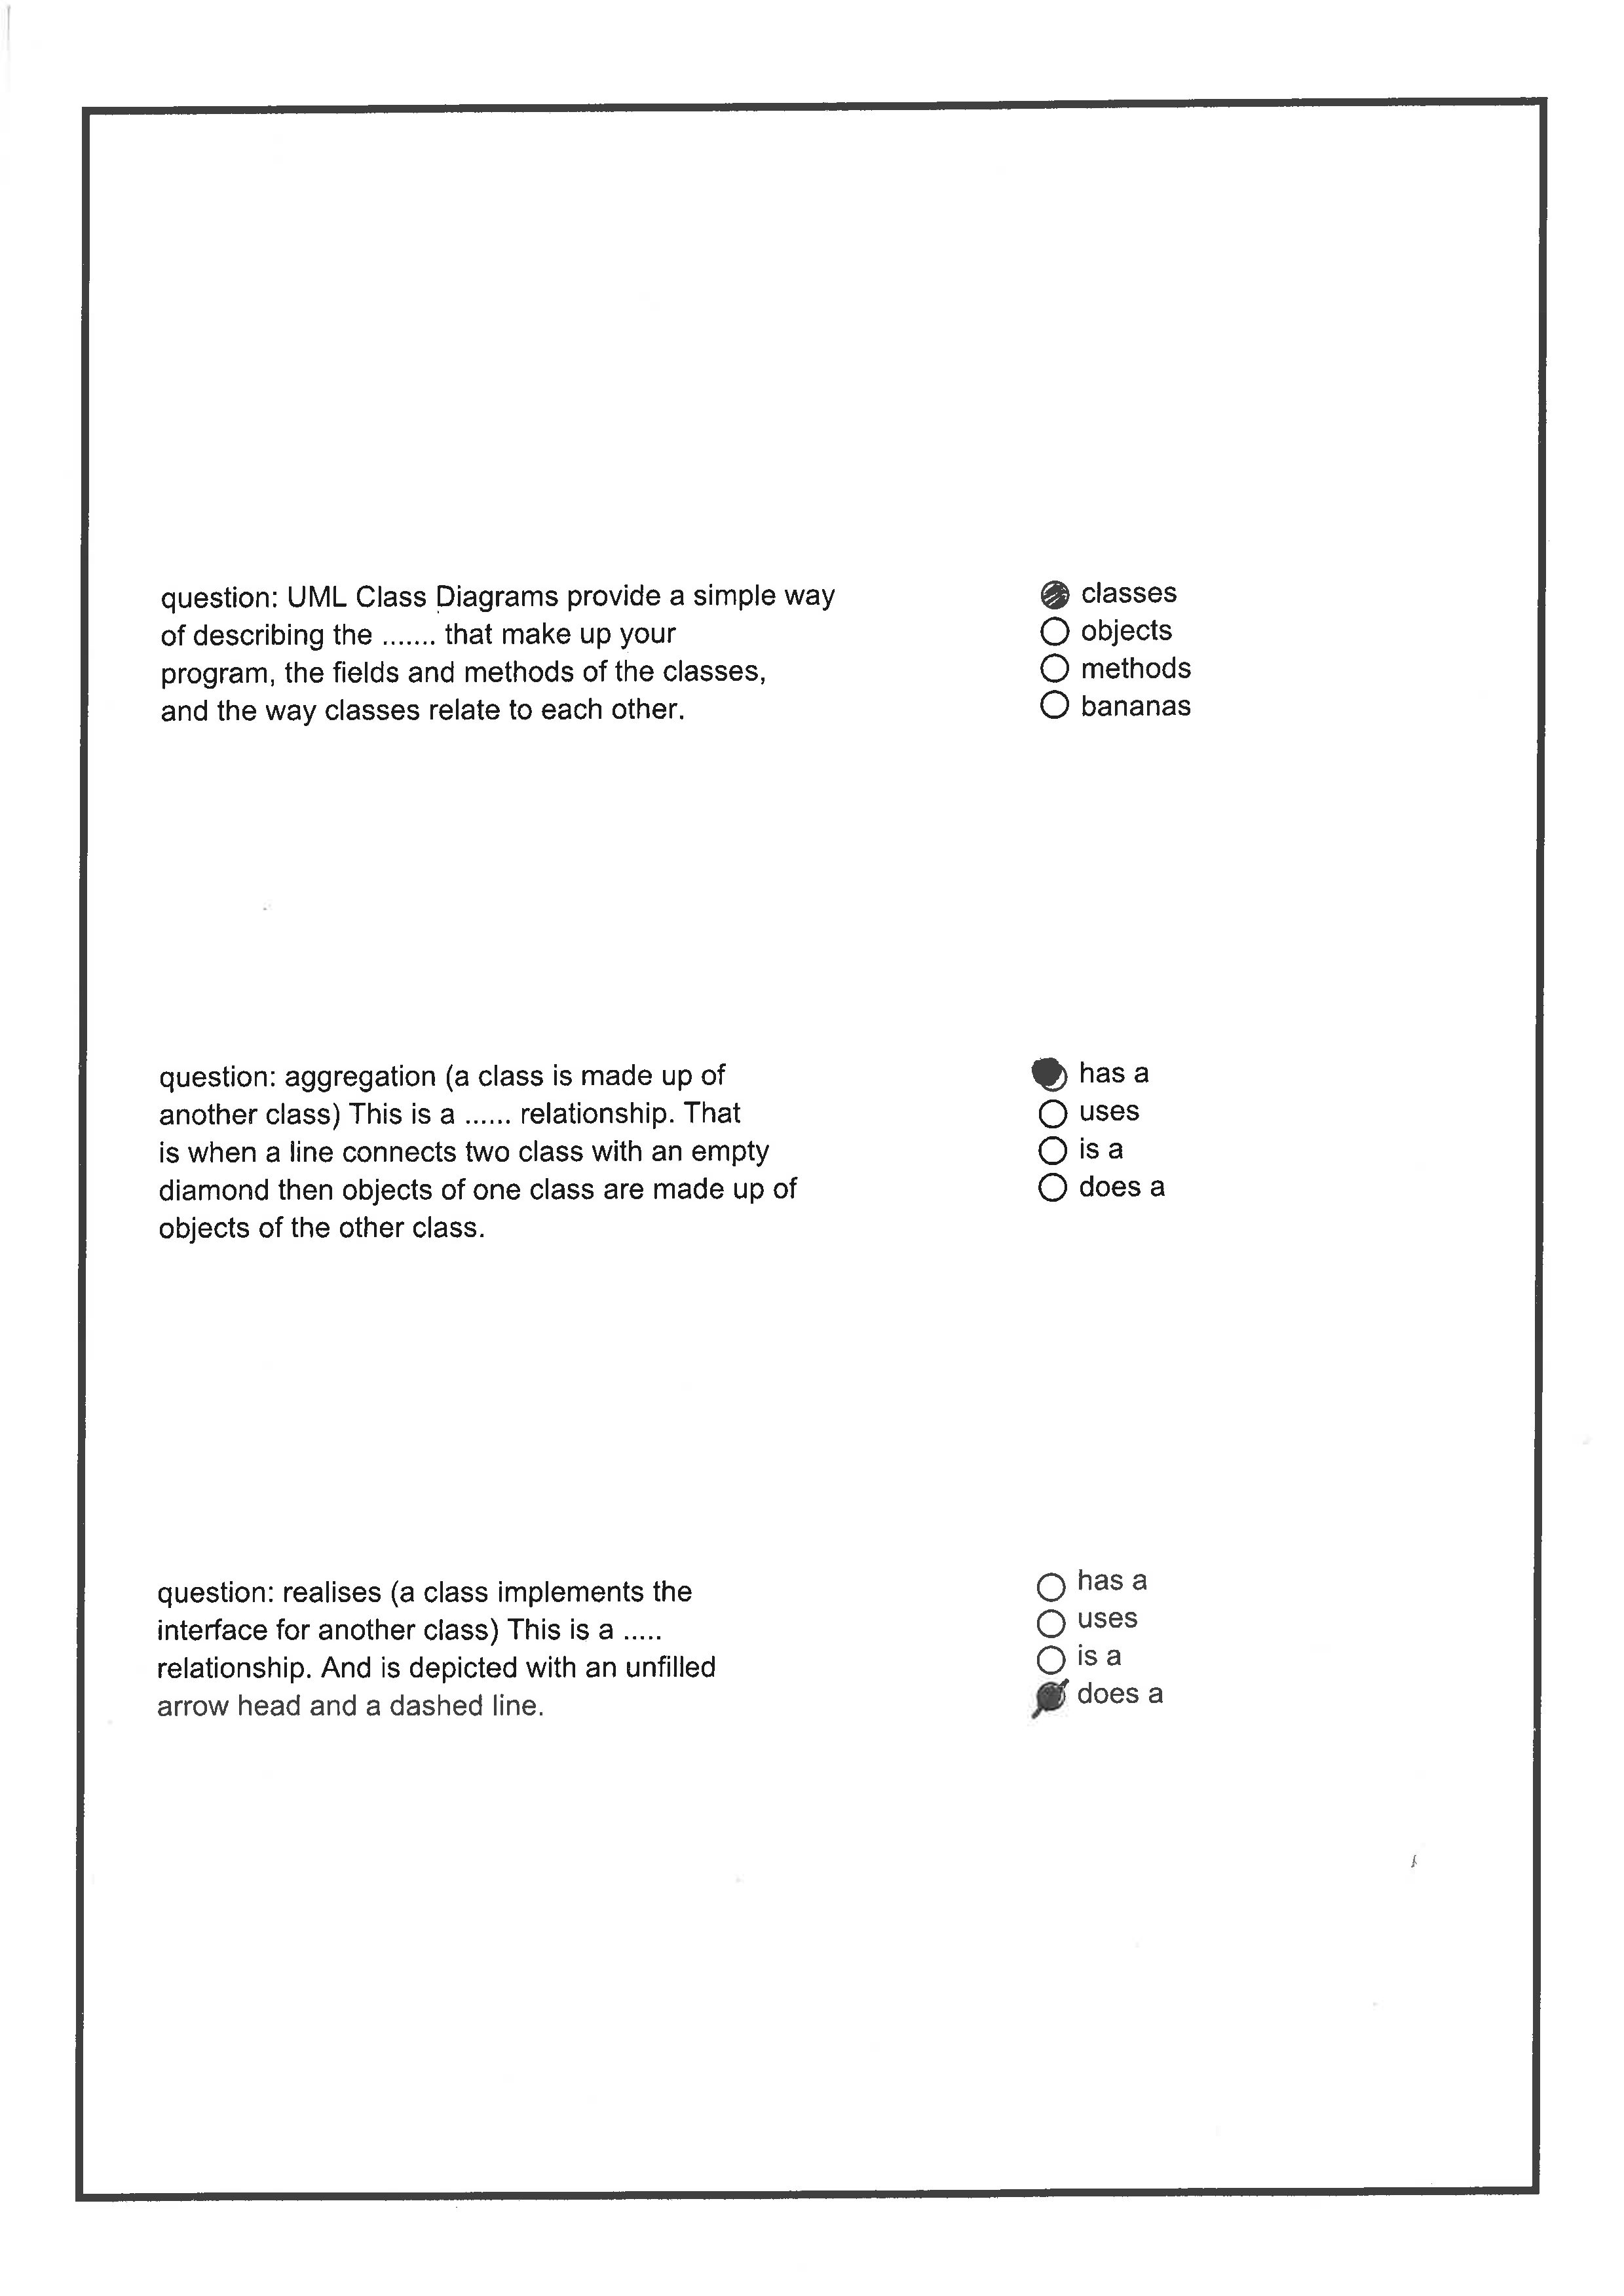 question: UML Class Diagrams provide a simple way
of describing the ....... that make up your
program, the fields and methods of the classes,
and the way classes relate to each other.
classes
objects
methods
bananas
question: aggregation (a class is made up of
another class) This is a ...... relationship. That
is when a line connects two class with an empty
diamond then objects of one class are made up of
objects of the other class.
has a
uses
is a
does a
question: realises (a class implements the
interface for another class) This is a .....
relationship. And is depicted with an unfilled
arrow head and a dashed line.
has a
uses
is a
does a